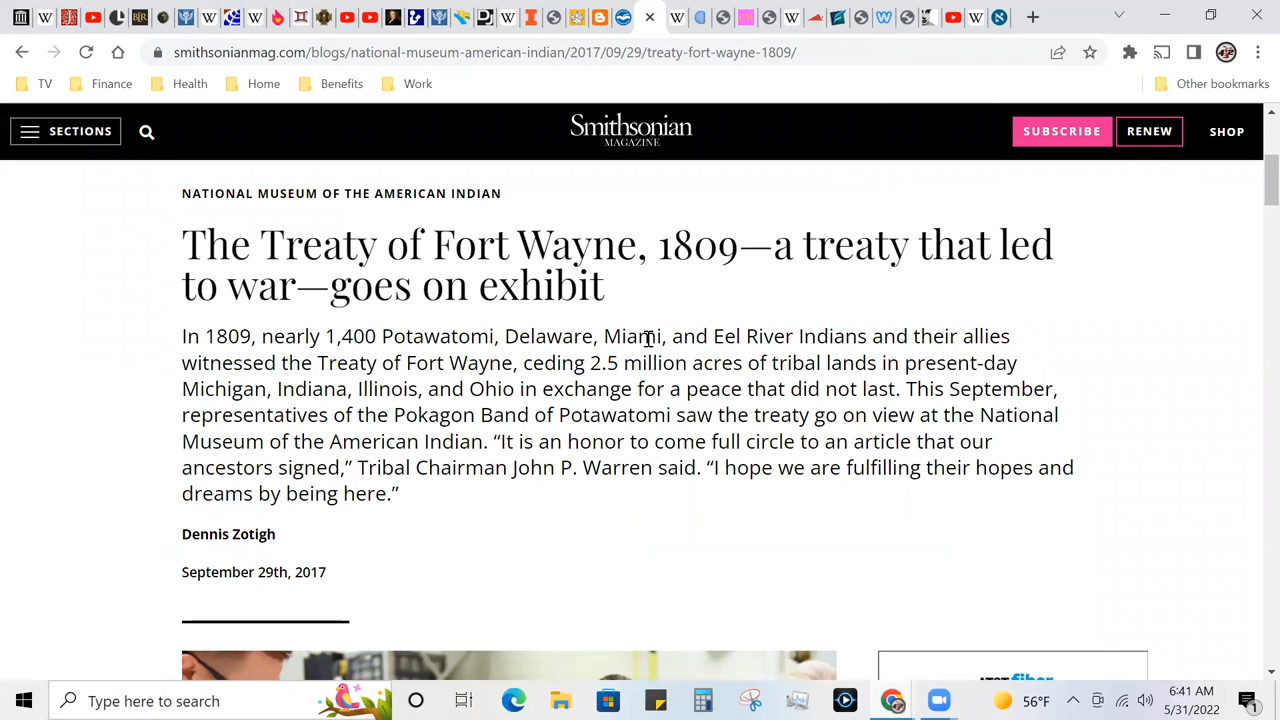 smithsonianmag.com/blogs/national-museum-american-indian/2017/09/29/treaty-fort-wayne-1809/
TV Finance Health Home Benefits Work Other bookmarks
SECTIONS Smithsonian SUBSCRIBE RENEW SHOP
MAGAZINE
NATIONAL MUSEUM OF THE AMERICAN INDIAN
The Treaty of Fort Wayne, 1809—a treaty that led
to war—goes on exhibit
In 1809, nearly 1,400 Potawatomi, Delaware, Miami, and Eel River Indians and their allies
witnessed the Treaty of Fort Wayne, ceding 2.5 million acres of tribal lands in present-day
Michigan, Indiana, Illinois, and Ohio in exchange for a peace that did not last. This September,
representatives of the Pokagon Band of Potawatomi saw the treaty go on view at the National
Museum of the American Indian. “It is an honor to come full circle to an article that our
ancestors signed,” Tribal Chairman John P. Warren said. “I hope we are fulfilling their hopes and
dreams by being here.”
Dennis Zotigh
September 29th, 2017
AT&T fiber
Type here to search 56°F 6:41 AM
5/31/2022